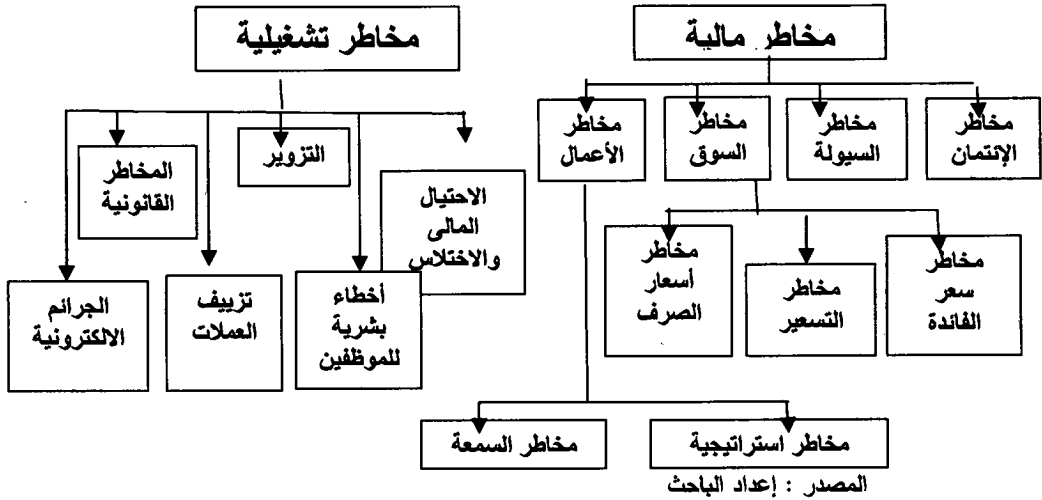 مخاطر مالية
مخاطر تشغيلية
مخاطر
الإئتمان
مخاطر
السيولة
مخاطر
السوق
مخاطر
الأعمال
الاحتيال
المالى
والاختلاس
التزوير
المخاطر
القانونية
مخاطر
سعر
الفائدة
مخاطر
التسعير
مخاطر
أسعار
الصرف
أخطاء
بشرية
للموظفين
تزييف
العملات
الجرائم
الالكترونية
مخاطر استراتيجية
مخاطر السمعة
المصدر : إعداد الباحث